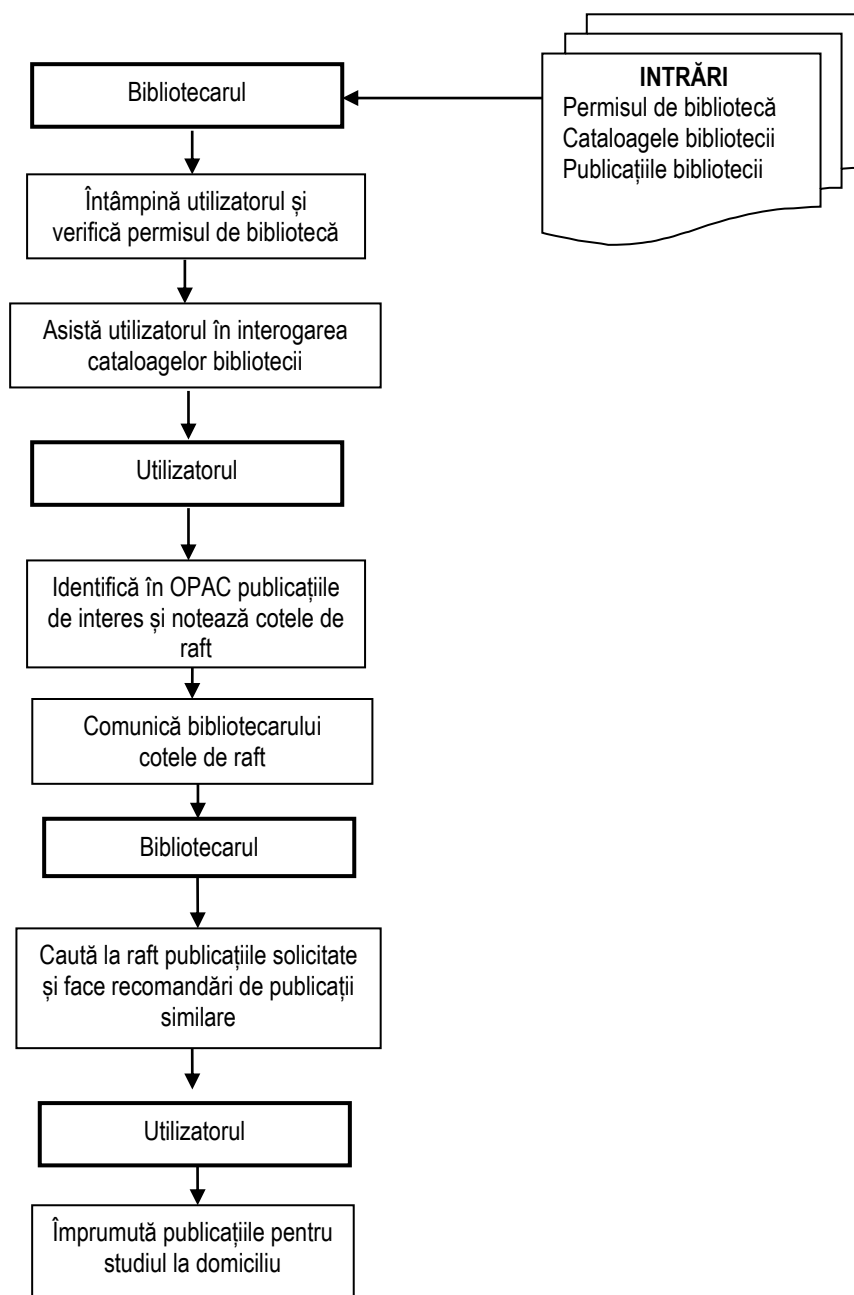 Bibliotecarul
INTRĂRI
Permisul de bibliotecă
Cataloagele bibliotecii
Publicațiile bibliotecii
Întâmpină utilizatorul și
verifică permisul de bibliotecă
Asistă utilizatorul în interogarea
cataloagelor bibliotecii
Utilizatorul
Identifică în OPAC publicațiile
de interes și notează cotele de
raft
Comunică bibliotecarului
cotele de raft
Bibliotecarul
Caută la raft publicațiile solicitate
și face recomandări de publicații
similare
Utilizatorul
Împrumută publicațiile pentru
studiul la domiciliu